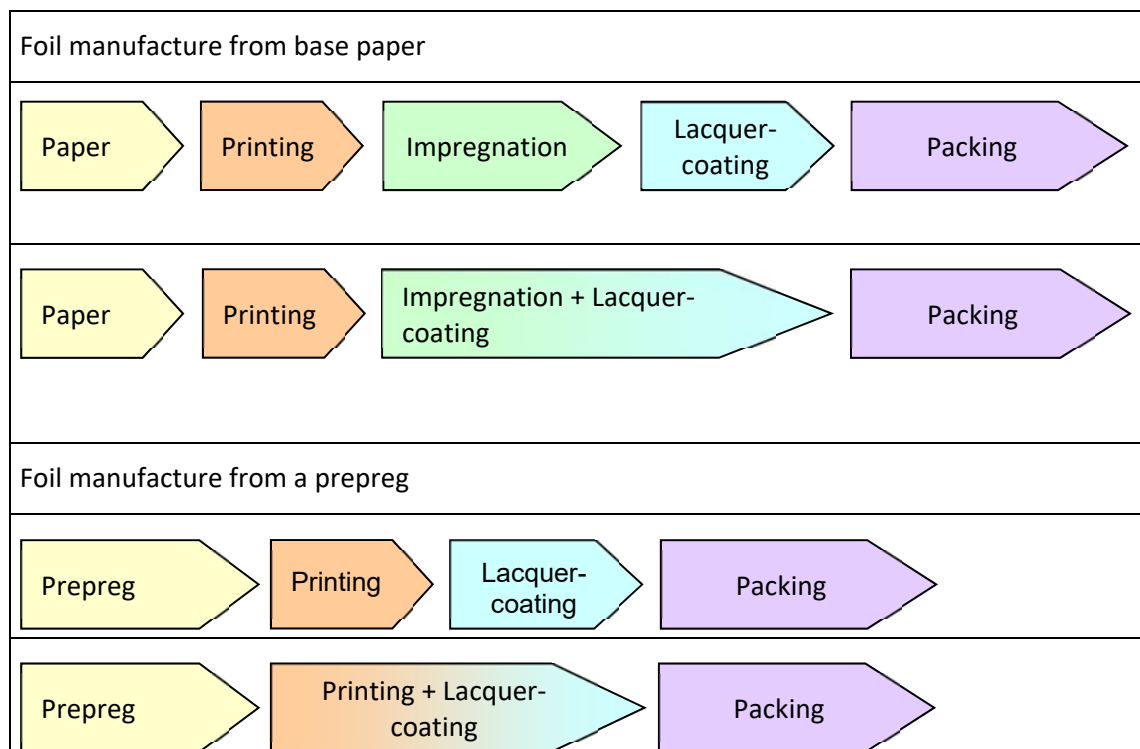 Foil manufacture from base paper
Paper
Printing
Impregnation
Lacquer-
coating
Packing
Paper
Printing
Impregnation + Lacquer-
coating
Packing
Foil manufacture from a prepreg
Prepreg
Printing
Lacquer-
coating
Packing
Prepreg
Printing + Lacquer-
coating
Packing